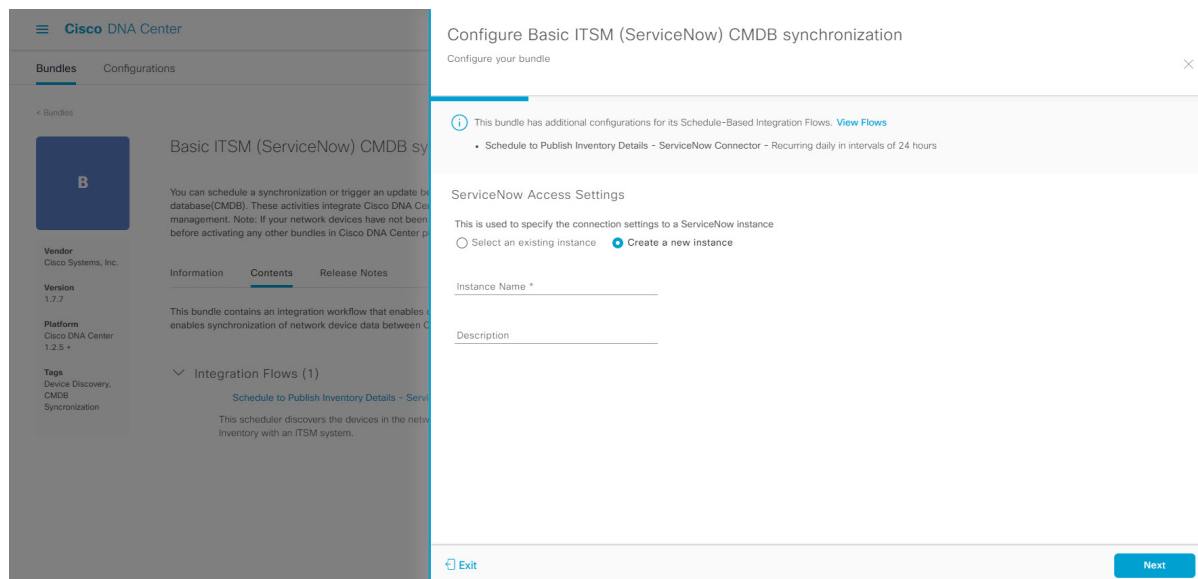 Cisco DNA Center
Bundles Configurations
< Bundles
B
Vendor
Cisco Systems, Inc.
Version
1.7.7
Platform
Cisco DNA Center
1.2.5 +
Tags
Device Discovery,
CMDB
Syncronization
Basic ITSM (ServiceNow) CMDB sy
You can schedule a synchronization or trigger an update be
database(CMDB). These activities integrate Cisco DNA Ce
management. Note: If your network devices have not been
before activating any other bundles in Cisco DNA Center p
Information Contents Release Notes
This bundle contains an integration workflow that enables
enables synchronization of network device data between C
Integration Flows (1)
Schedule to Publish Inventory Details - Servi
This scheduler discovers the devices in the netw
Inventory with an ITSM system.
Configure Basic ITSM (ServiceNow) CMDB synchronization
Configure your bundle
This bundle has additional configurations for its Schedule-Based Integration Flows. View Flows
• Schedule to Publish Inventory Details - ServiceNow Connector - Recurring daily in intervals of 24 hours
ServiceNow Access Settings
This is used to specify the connection settings to a ServiceNow instance
Select an existing instance Create a new instance
Instance Name *
Description
Exit
Next